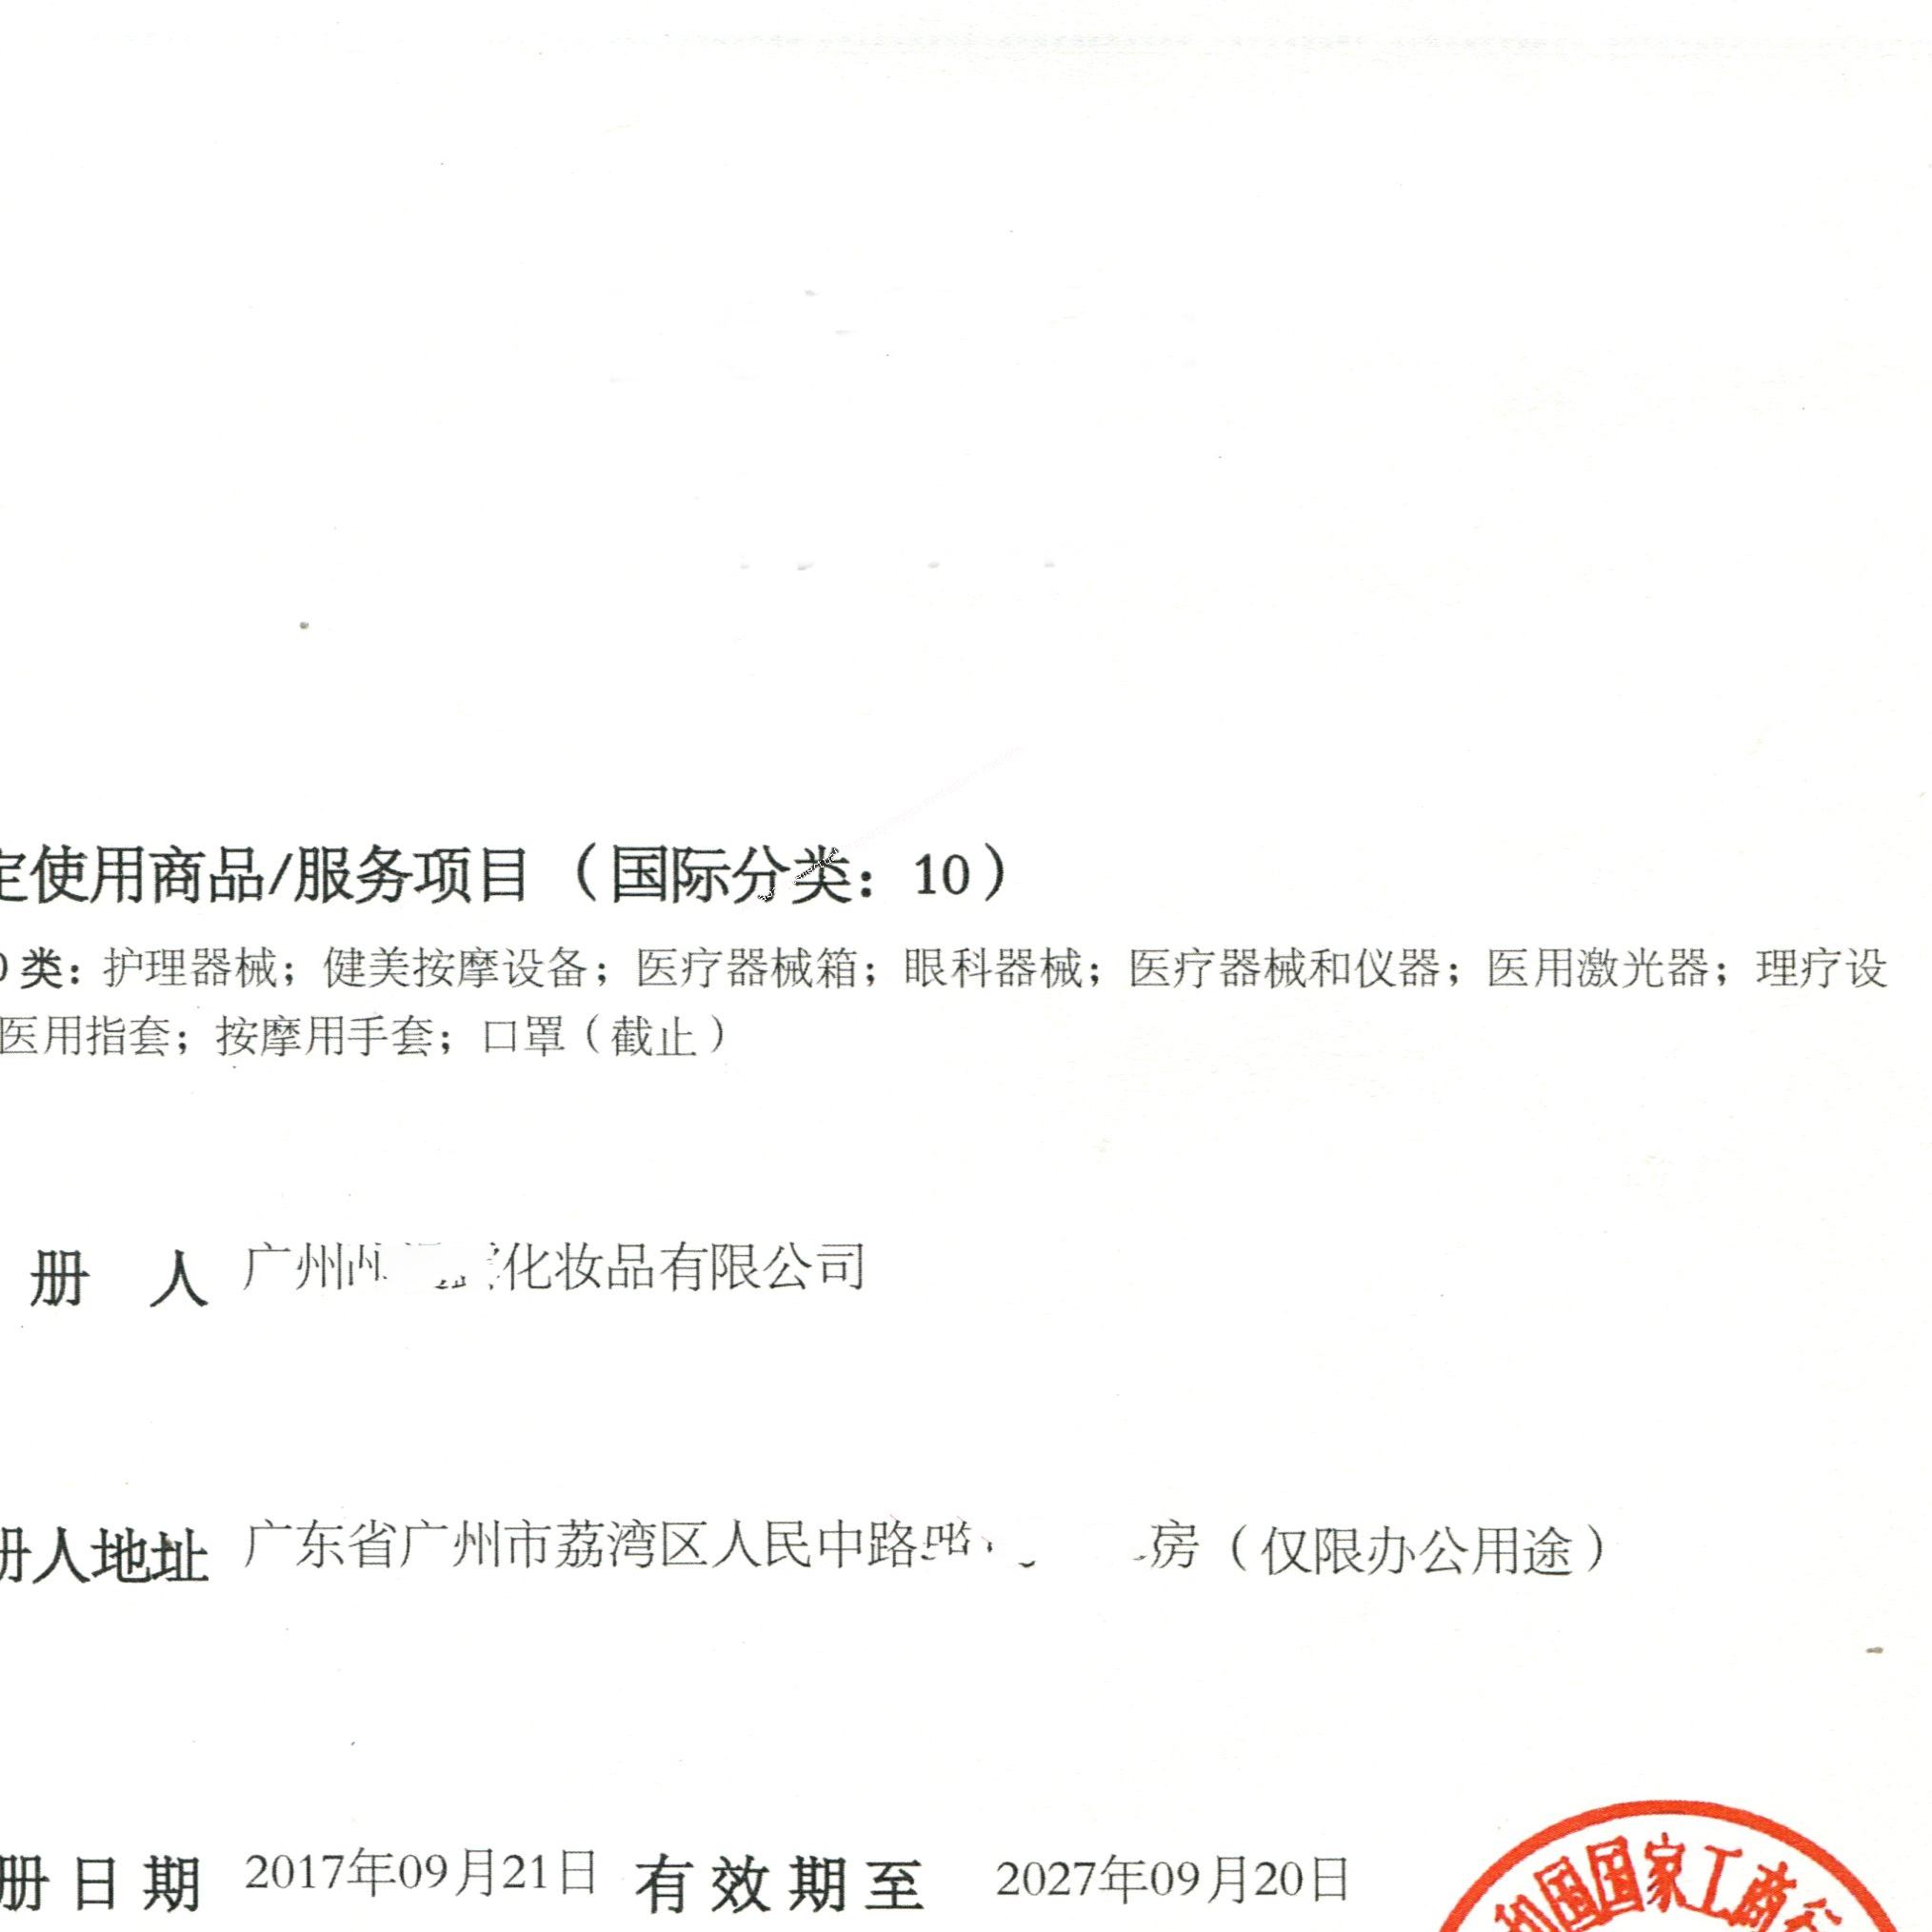 使用商品/服务项目（国际分类：10）
类：护理器械；健美按摩设备；医疗器械箱；眼科器械；医疗器械和仪器；医用激光器；理疗设
医用指套；按摩用手套；口罩（截止）
册 人 广州 化妆品有限公司
册人地址 广东省广州市荔湾区人民中路 房（仅限办公用途）
册日期 2017年09月21日 有效期至 2027年09月20日
和国国家工商